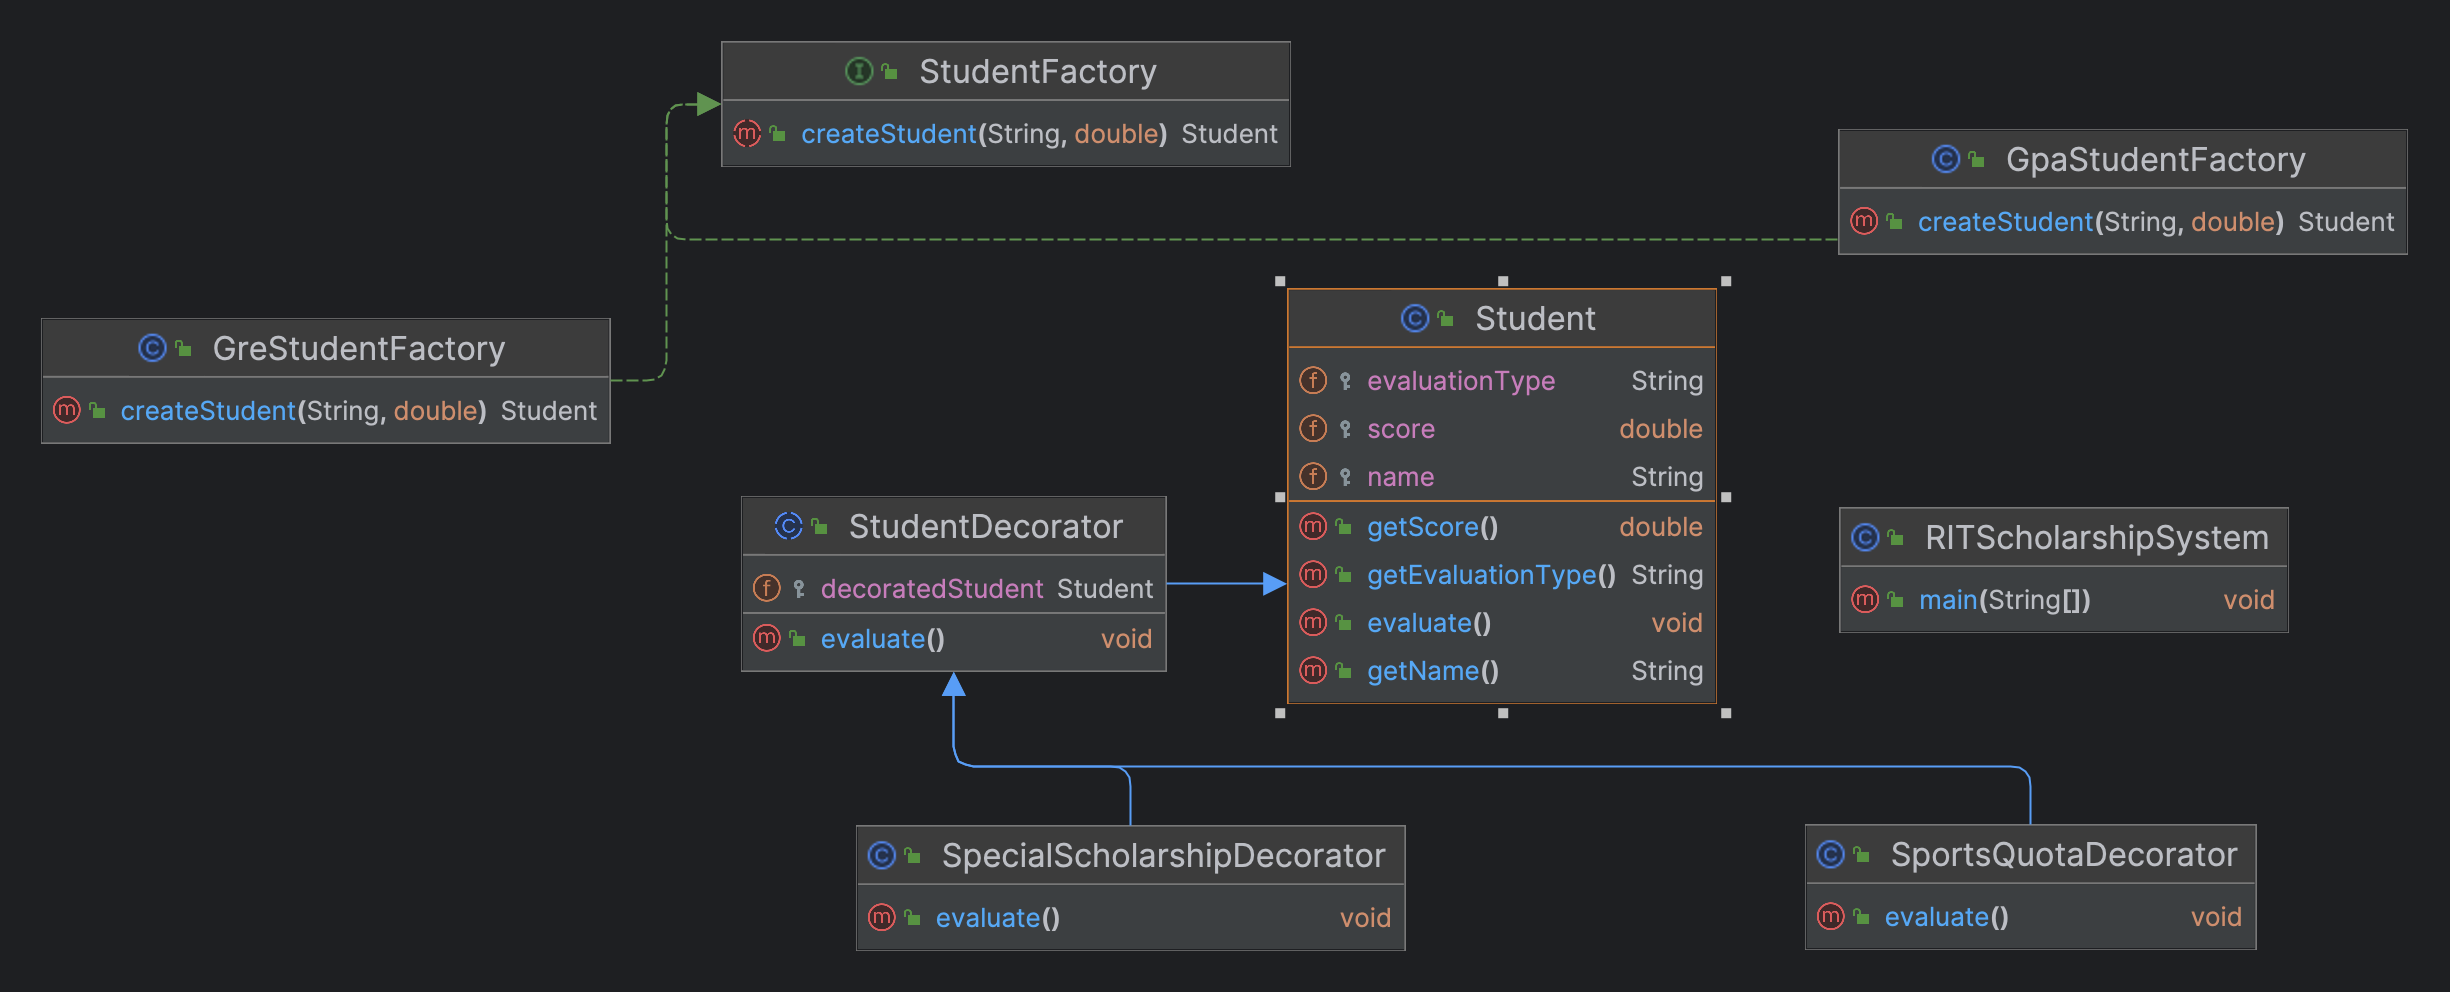 StudentFactory
createStudent(String, double) Student
GpaStudentFactory
createStudent(String, double) Student
GreStudentFactory
createStudent(String, double) Student
Student
evaluationType String
score double
name String
getScore() double
getEvaluationType() String
evaluate() void
getName() String
StudentDecorator
decoratedStudent Student
evaluate() void
RITScholarshipSystem
main(String[]) void
SpecialScholarshipDecorator
evaluate() void
SportsQuotaDecorator
evaluate() void